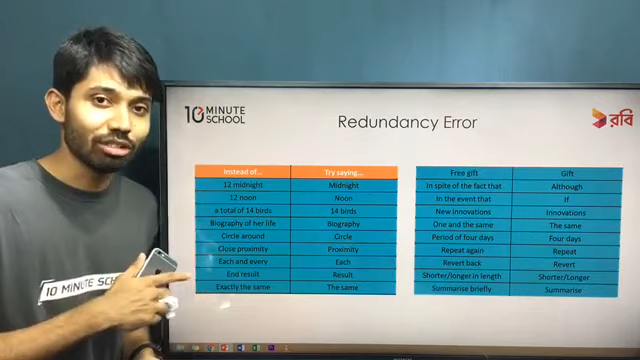 10 MINUTE
SCHOOL
Redundancy Error
রবি
Instead of... Try saying...
12 midnight Midnight
12 noon Noon
a total of 14 birds 14 birds
Biography of her life Biography
Circle around Circle
Close proximity Proximity
Each and every Each
End result Result
Exactly the same The same
Free gift Gift
In spite of the fact that Although
In the event that If
New innovations Innovations
One and the same The same
Period of four days Four days
Repeat again Repeat
Revert back Revert
Shorter/longer in length Shorter/Longer
Summarise briefly Summarise
10 MINUTE SCHOOL